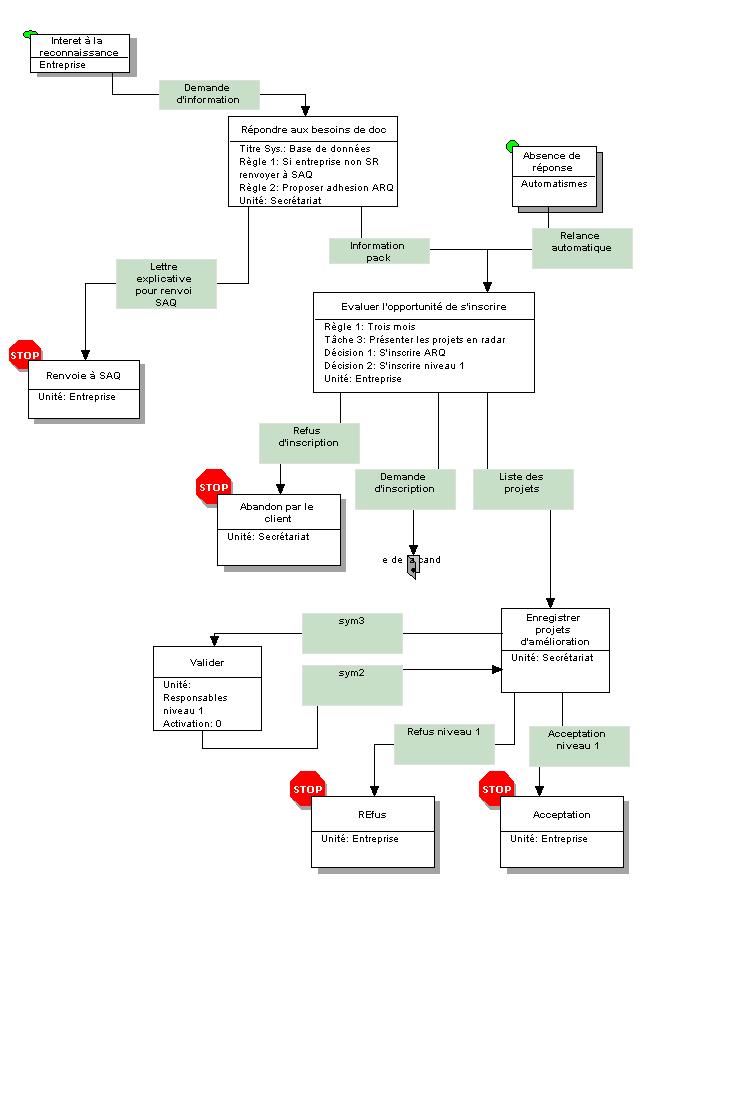 Interet à la
reconnaissance
Entreprise
Demande
d'information
Répondre aux besoins de doc
Titre Sys.: Base de données
Règle 1: Si entreprise non SR
renvoyer à SAQ
Règle 2: Proposer adhesion ARQ
Unité: Secrétariat
Absence de
réponse
Automatismes
Relance
automatique
Information
pack
Lettre
explicative
pour renvoi
SAQ
Evaluer l'opportunité de s'inscrire
Règle 1: Trois mois
Tâche 3: Présenter les projets en radar
Décision 1: S'inscrire ARQ
Décision 2: S'inscrire niveau 1
Unité: Entreprise
STOP
Renvoie à SAQ
Unité: Entreprise
Refus
d'inscription
Demande
d'inscription
Liste des
projets
STOP
Abandon par le
client
Unité: Secrétariat
e de la cand
Enregistrer
projets
d'amélioration
Unité: Secrétariat
sym3
Valider
Unité:
Responsables
niveau 1
Activation: 0
sym2
Refus niveau 1
Acceptation
niveau 1
STOP
REfus
Unité: Entreprise
STOP
Acceptation
Unité: Entreprise